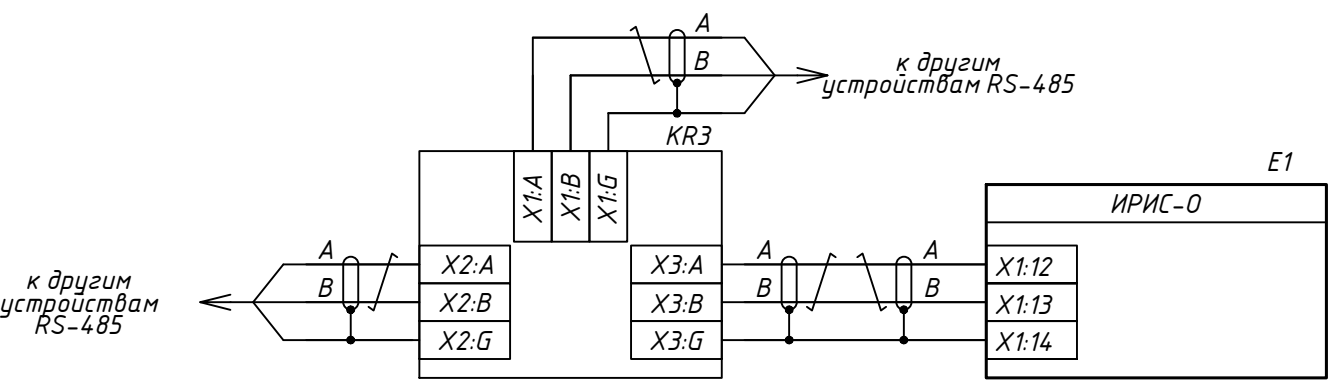 A
B
к другим
устройствам RS-485
KR3
E1
X1:A
X1:B
X1:G
ИРИС-О
A
X2:A
X3:A
A
A
X1:12
к другим
устройствам
RS-485
B
X2:B
X3:B
B
B
X1:13
X2:G
X3:G
X1:14